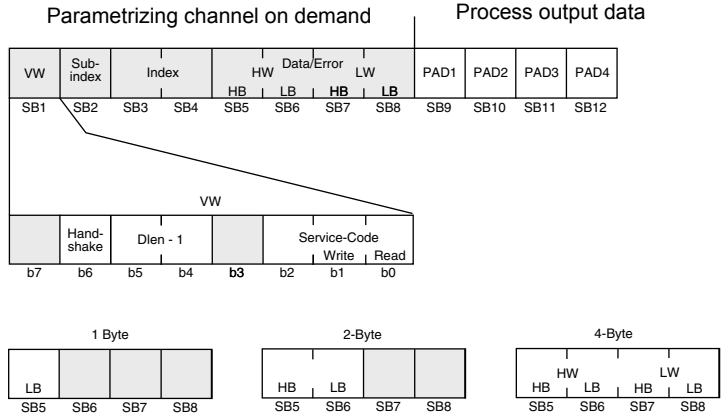 Parametrizing channel on demand
Process output data
VW Sub-index Index Data/Error HW LW HB LB HB LB PAD1 PAD2 PAD3 PAD4
SB1 SB2 SB3 SB4 SB5 SB6 SB7 SB8 SB9 SB10 SB11 SB12
VW
Hand-shake Dlen - 1 Service-Code Write Read
b7 b6 b5 b4 b3 b2 b1 b0
1 Byte 2-Byte 4-Byte
HW LW
LB HB LB HB LB HB LB
SB5 SB6 SB7 SB8 SB5 SB6 SB7 SB8 SB5 SB6 SB7 SB8